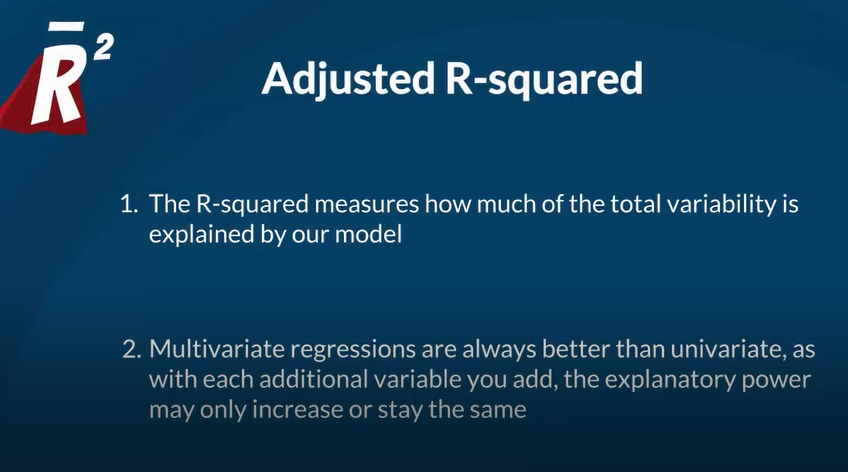 R̄²
Adjusted R-squared
1. The R-squared measures how much of the total variability is
explained by our model
2. Multivariate regressions are always better than univariate, as
with each additional variable you add, the explanatory power
may only increase or stay the same